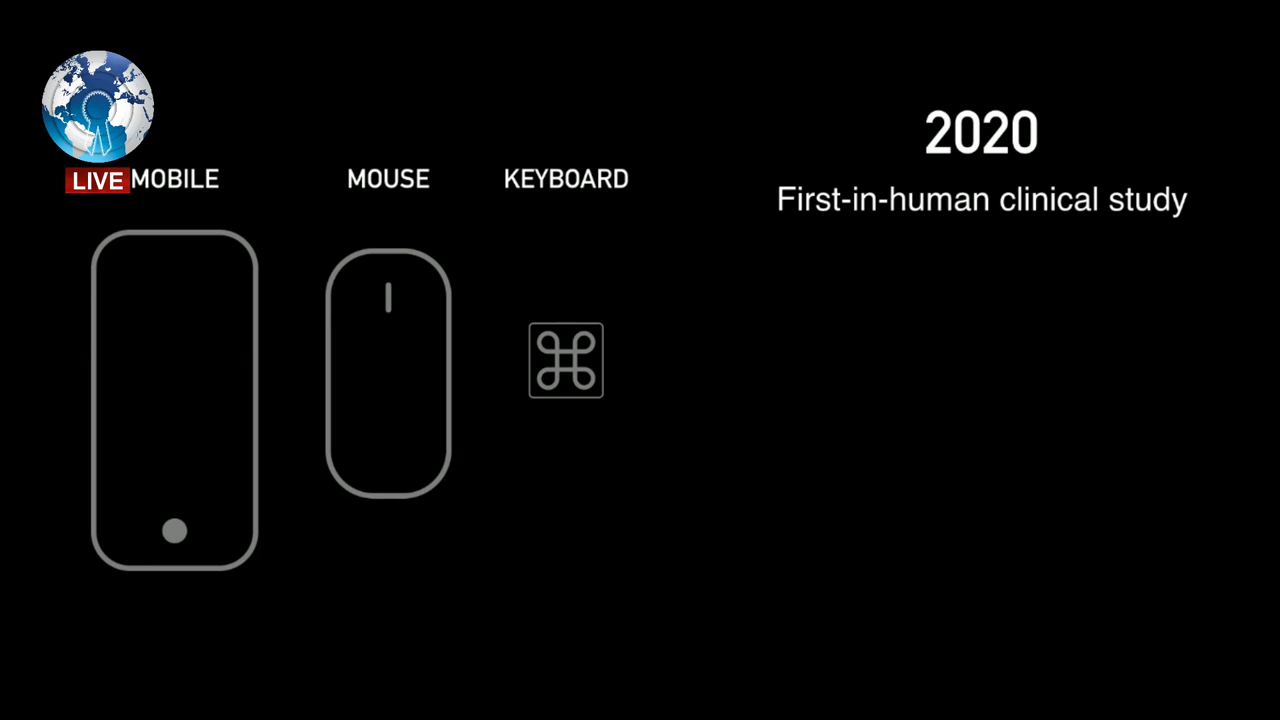 LIVE
MOBILE
MOUSE
KEYBOARD
2020
First-in-human clinical study